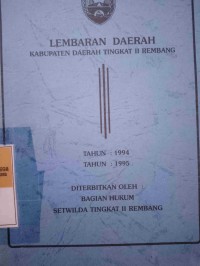 LEMBARAN DAERAH
KABUPATEN DAERAH TINGKAT II REMBANG
TAHUN : 1994
TAHUN : 1995
DITERBITKAN OLEH :
BAGIAN HUKUM
SETWILDA TINGKAT II REMBANG